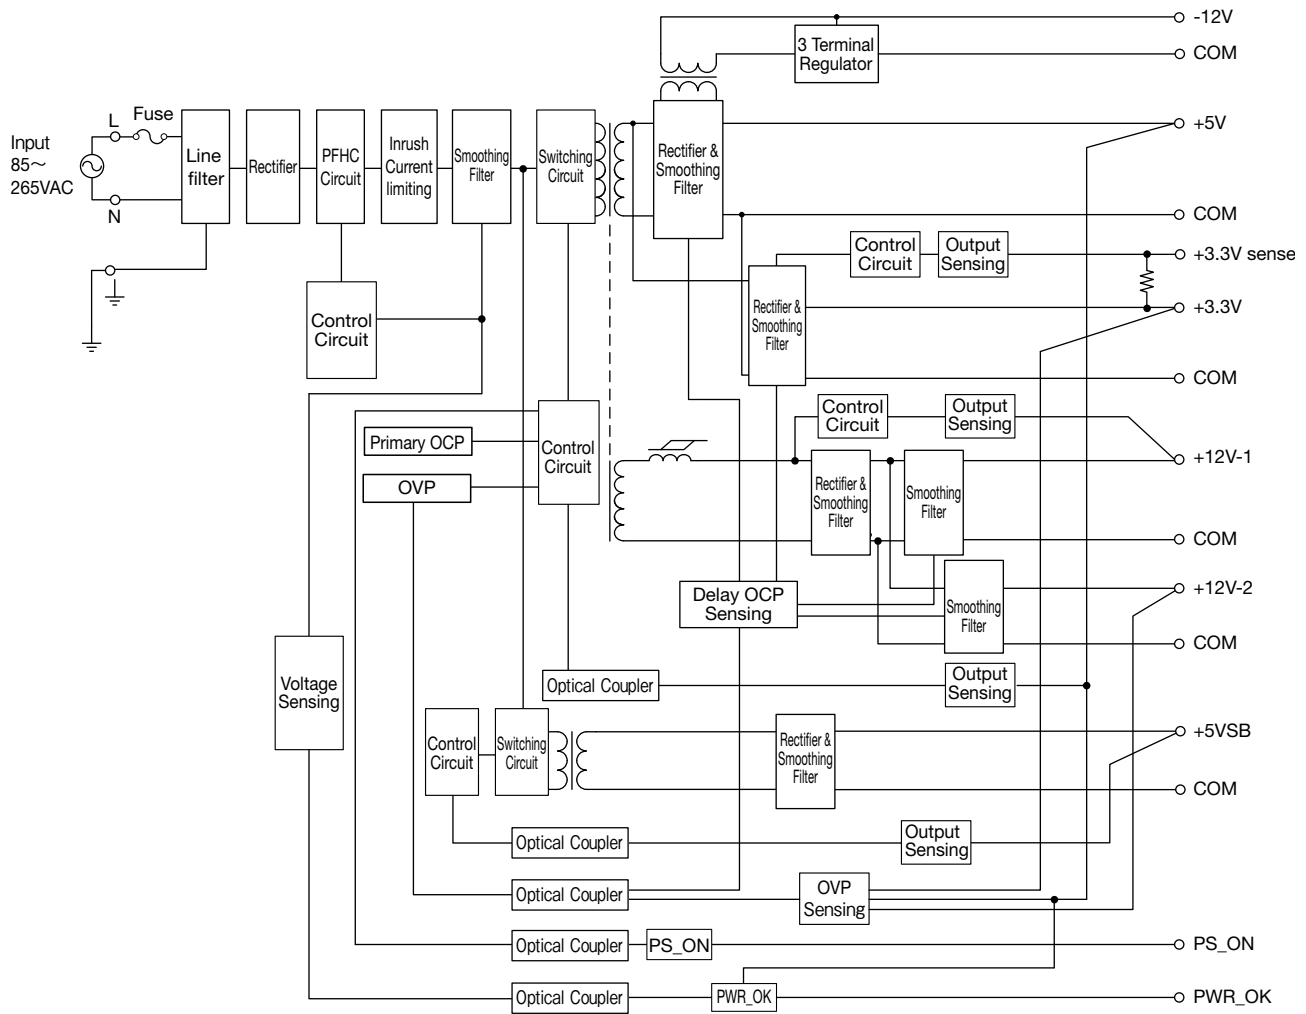 -12V
3 Terminal
Regulator
COM
Input
85～
265VAC
L
Fuse
N
Line
filter
Rectifier
PFHC
Circuit
Inrush
Current
limiting
Smoothing
Filter
Switching
Circuit
Rectifier &
Smoothing
Filter
+5V
COM
Control
Circuit
Output
Sensing
+3.3V sense
Control
Circuit
Rectifier &
Smoothing
Filter
+3.3V
COM
Control
Circuit
Output
Sensing
Primary OCP
OVP
Control
Circuit
Rectifier &
Smoothing
Filter
Smoothing
Filter
+12V-1
COM
Delay OCP
Sensing
Smoothing
Filter
+12V-2
COM
Voltage
Sensing
Optical Coupler
Output
Sensing
Control
Circuit
Switching
Circuit
Rectifier &
Smoothing
Filter
+5VSB
COM
Optical Coupler
Output
Sensing
Optical Coupler
OVP
Sensing
Optical Coupler
PS_ON
PS_ON
Optical Coupler
PWR_OK
PWR_OK